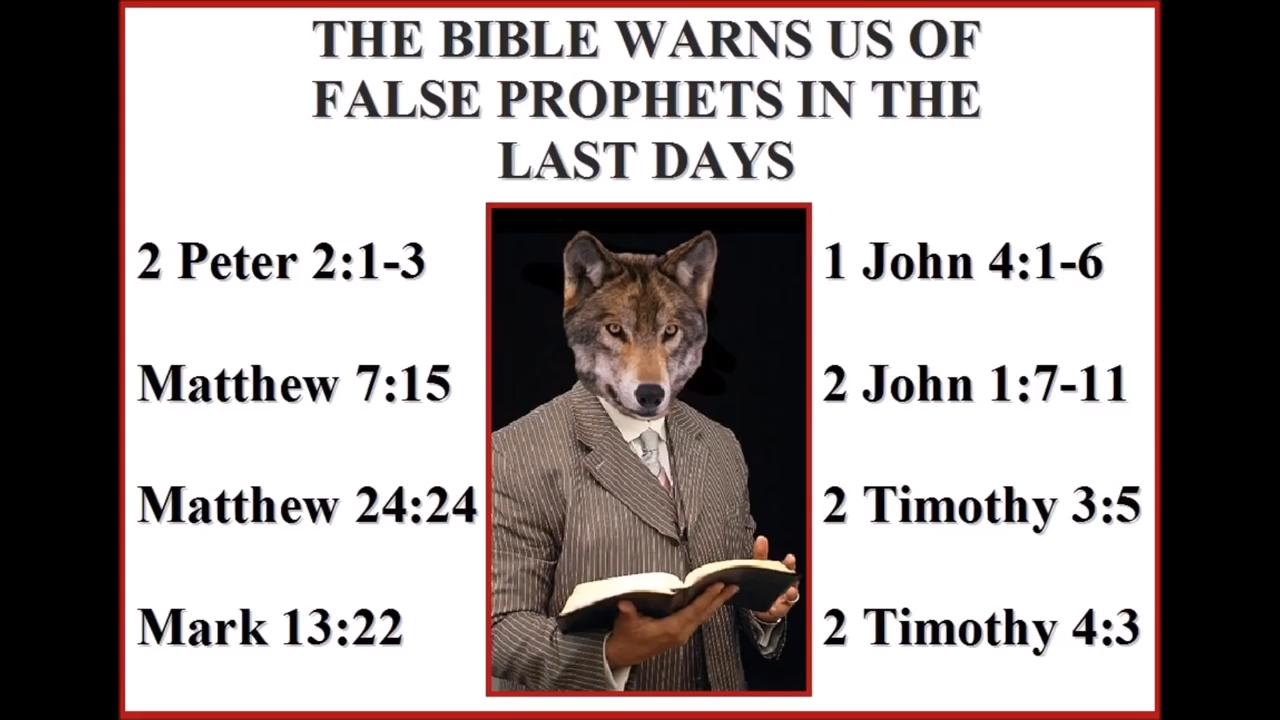 THE BIBLE WARNS US OF
FALSE PROPHETS IN THE
LAST DAYS
2 Peter 2:1-3
Matthew 7:15
Matthew 24:24
Mark 13:22
1 John 4:1-6
2 John 1:7-11
2 Timothy 3:5
2 Timothy 4:3